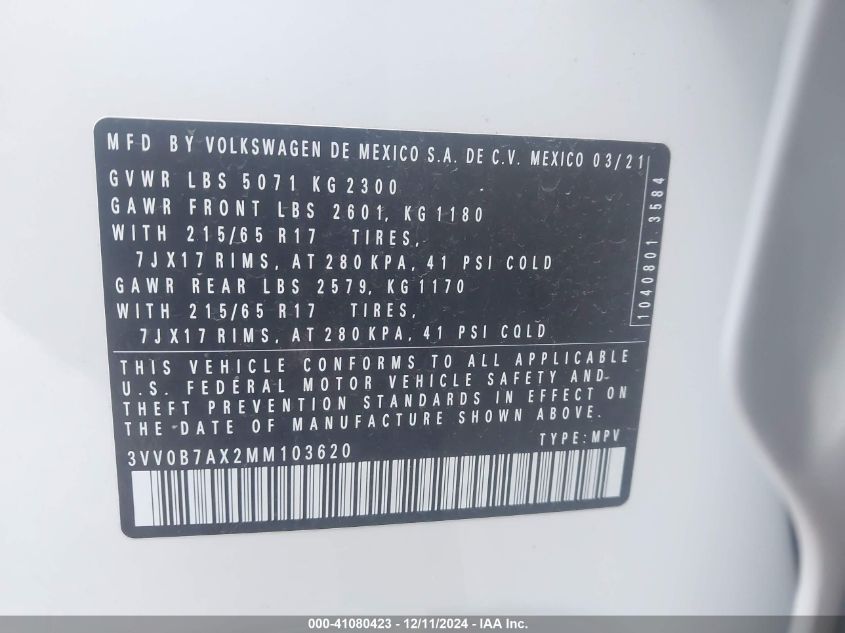 MFD BY VOLKSWAGEN DE MEXICO S.A. DE C.V. MEXICO 03/21
GVWR LBS 5071 KG 2300
GAWR FRONT LBS 2601, KG 1180
WITH 215/65 R17 TIRES,
7JX17 RIMS, AT 280 KPA, 41 PSI COLD
GAWR REAR LBS 2579, KG 1170
WITH 215/65 R17 TIRES,
7JX17 RIMS, AT 280 KPA, 41 PSI COLD
1040801.3584
THIS VEHICLE CONFORMS TO ALL APPLICABLE
U.S. FEDERAL MOTOR VEHICLE SAFETY AND
THEFT PREVENTION STANDARDS IN EFFECT ON
THE DATE OF MANUFACTURE SHOWN ABOVE.
3VV0B7AX2MM103620 TYPE: MPV
000-41080423 - 12/11/2024 - IAA Inc.